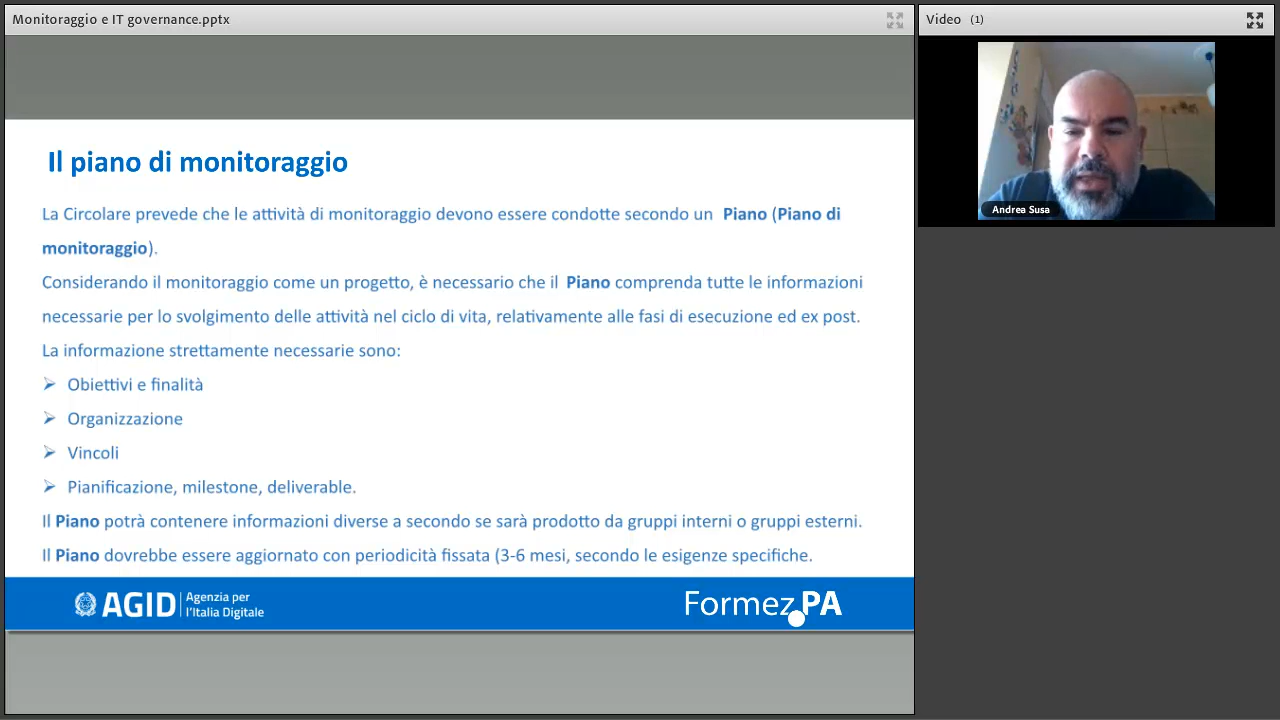 Monitoraggio e IT governance.pptx
Video (1)
Andrea Susa
Il piano di monitoraggio
La Circolare prevede che le attività di monitoraggio devono essere condotte secondo un Piano (Piano di
monitoraggio).
Considerando il monitoraggio come un progetto, è necessario che il Piano comprenda tutte le informazioni
necessarie per lo svolgimento delle attività nel ciclo di vita, relativamente alle fasi di esecuzione ed ex post.
La informazione strettamente necessarie sono:
➢ Obiettivi e finalità
➢ Organizzazione
➢ Vincoli
➢ Pianificazione, milestone, deliverable.
Il Piano potrà contenere informazioni diverse a secondo se sarà prodotto da gruppi interni o gruppi esterni.
Il Piano dovrebbe essere aggiornato con periodicità fissata (3-6 mesi, secondo le esigenze specifiche.
AGID Agenzia per
l'Italia Digitale
Formez.PA